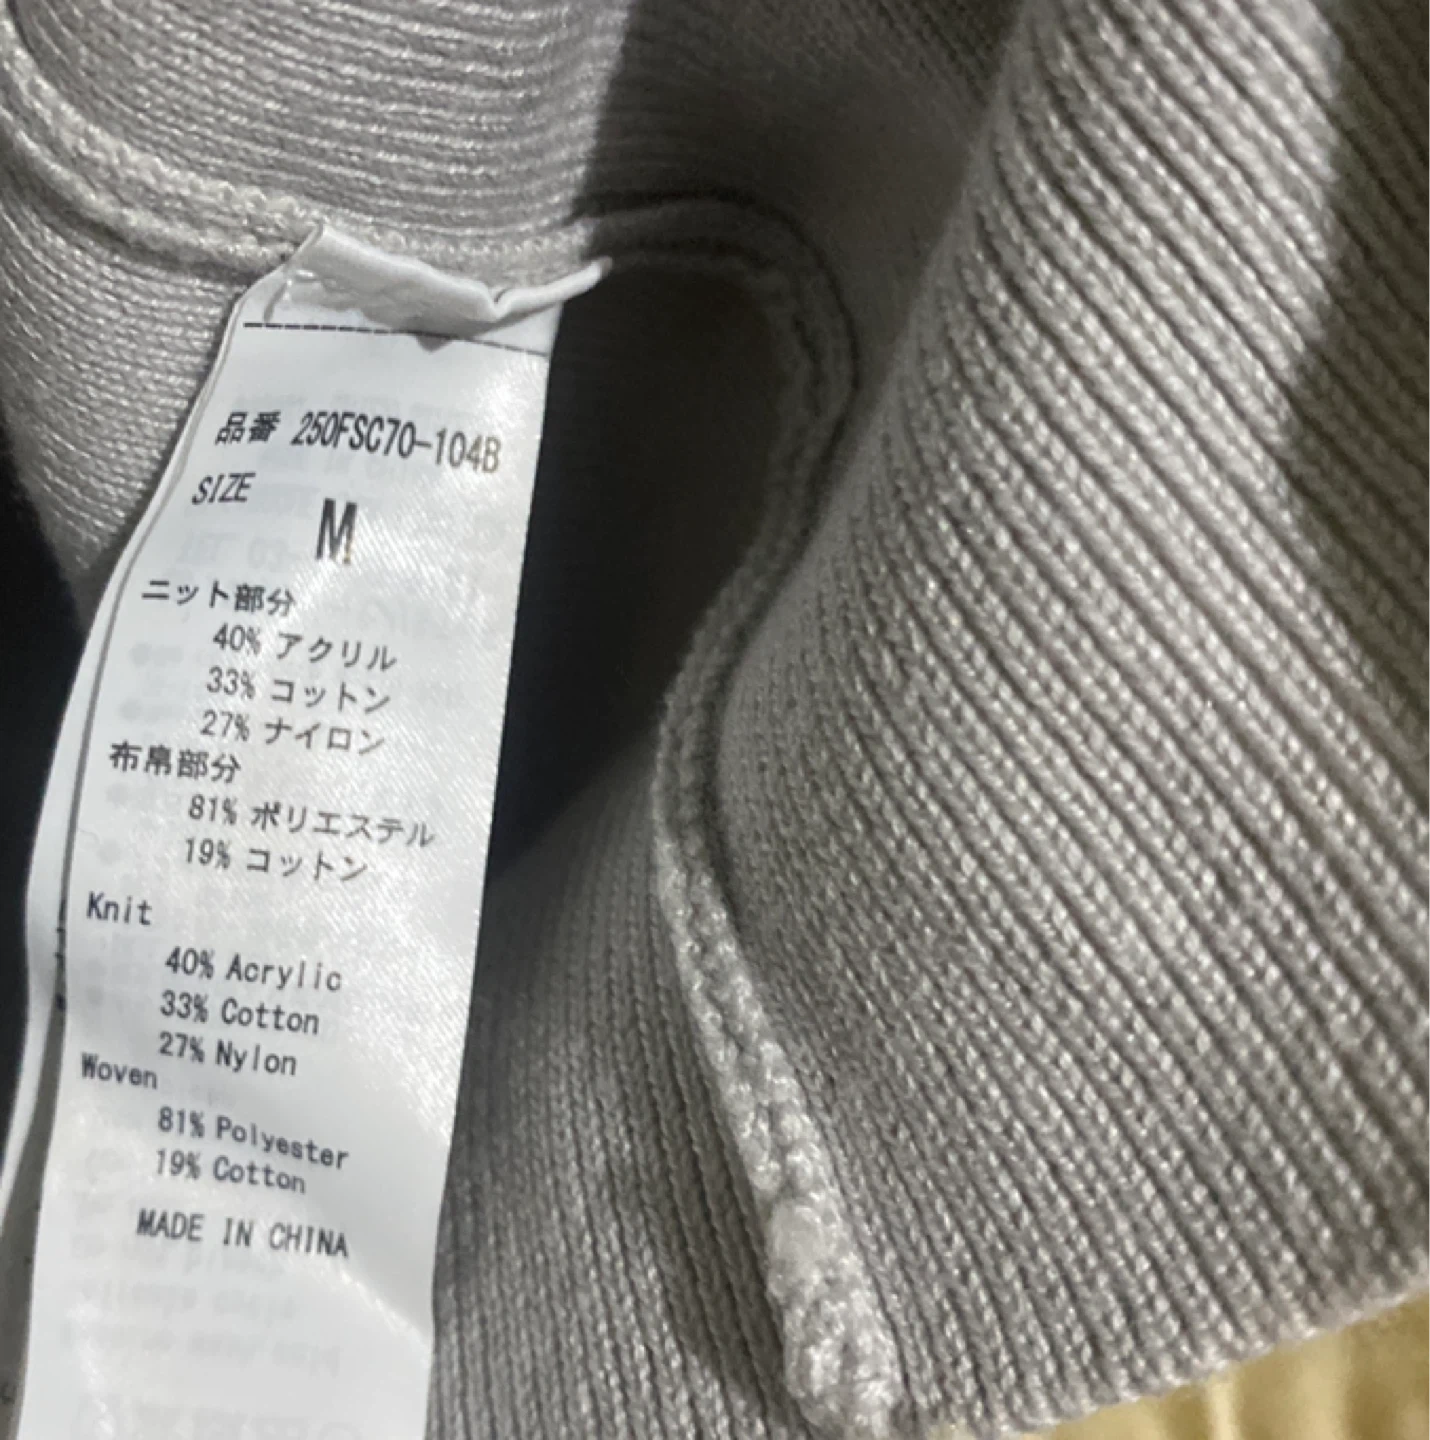 品番 250FSC70-104B
SIZE
M
ニット部分
40% アクリル
33% コットン
27% ナイロン
布帛部分
81% ポリエステル
19% コットン
Knit
40% Acrylic
33% Cotton
27% Nylon
Woven
81% Polyester
19% Cotton
MADE IN CHINA